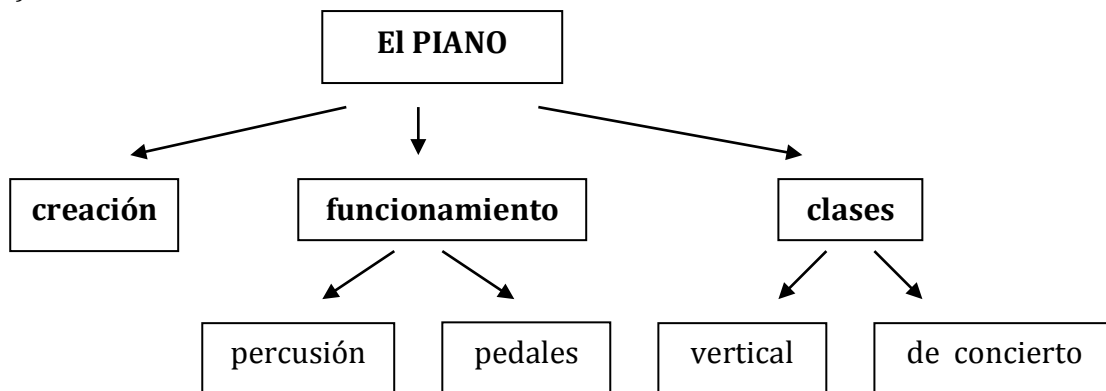 El PIANO
creación funcionamiento clases
percusión pedales vertical de concierto